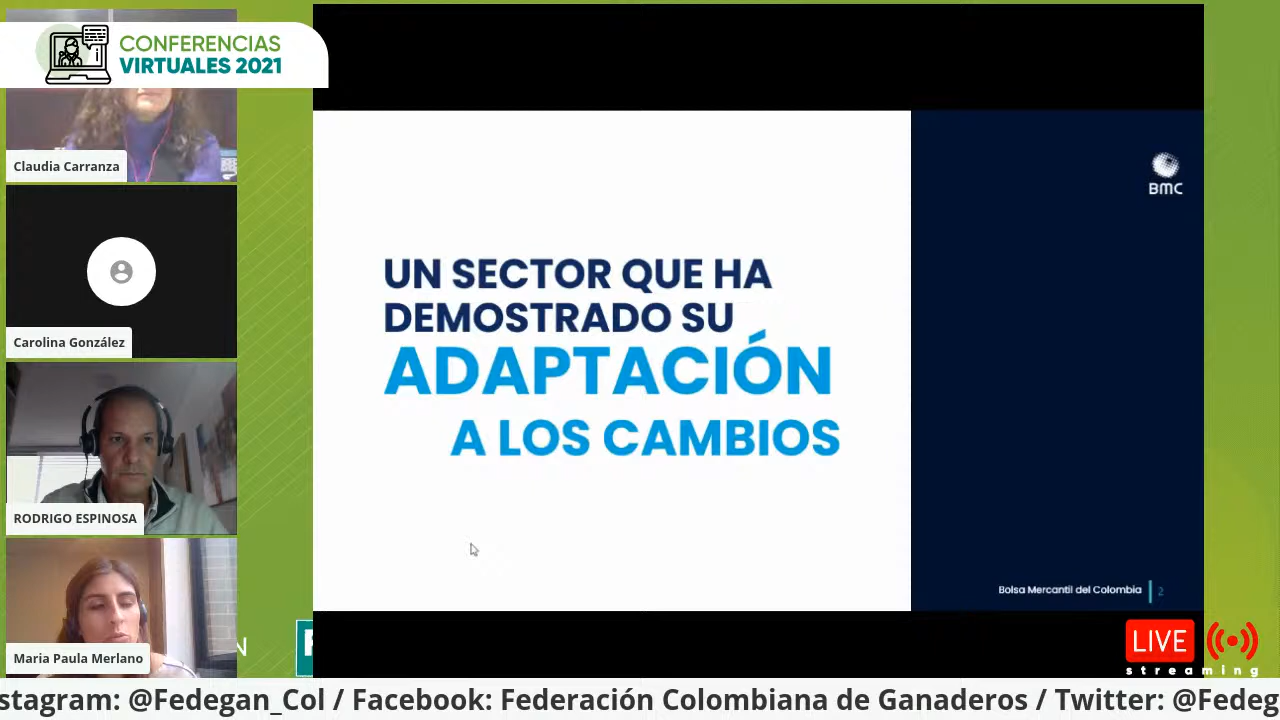 CONFERENCIAS
VIRTUALES 2021
Claudia Carranza
Carolina González
RODRIGO ESPINOSA
Maria Paula Merlano
UN SECTOR QUE HA
DEMOSTRADO SU
ADAPTACIÓN
A LOS CAMBIOS
BMC
Bolsa Mercantil del Colombia 2
N
LIVE
streaming
stagram: @Fedegan_Col / Facebook: Federación Colombiana de Ganaderos / Twitter: @Fedeg